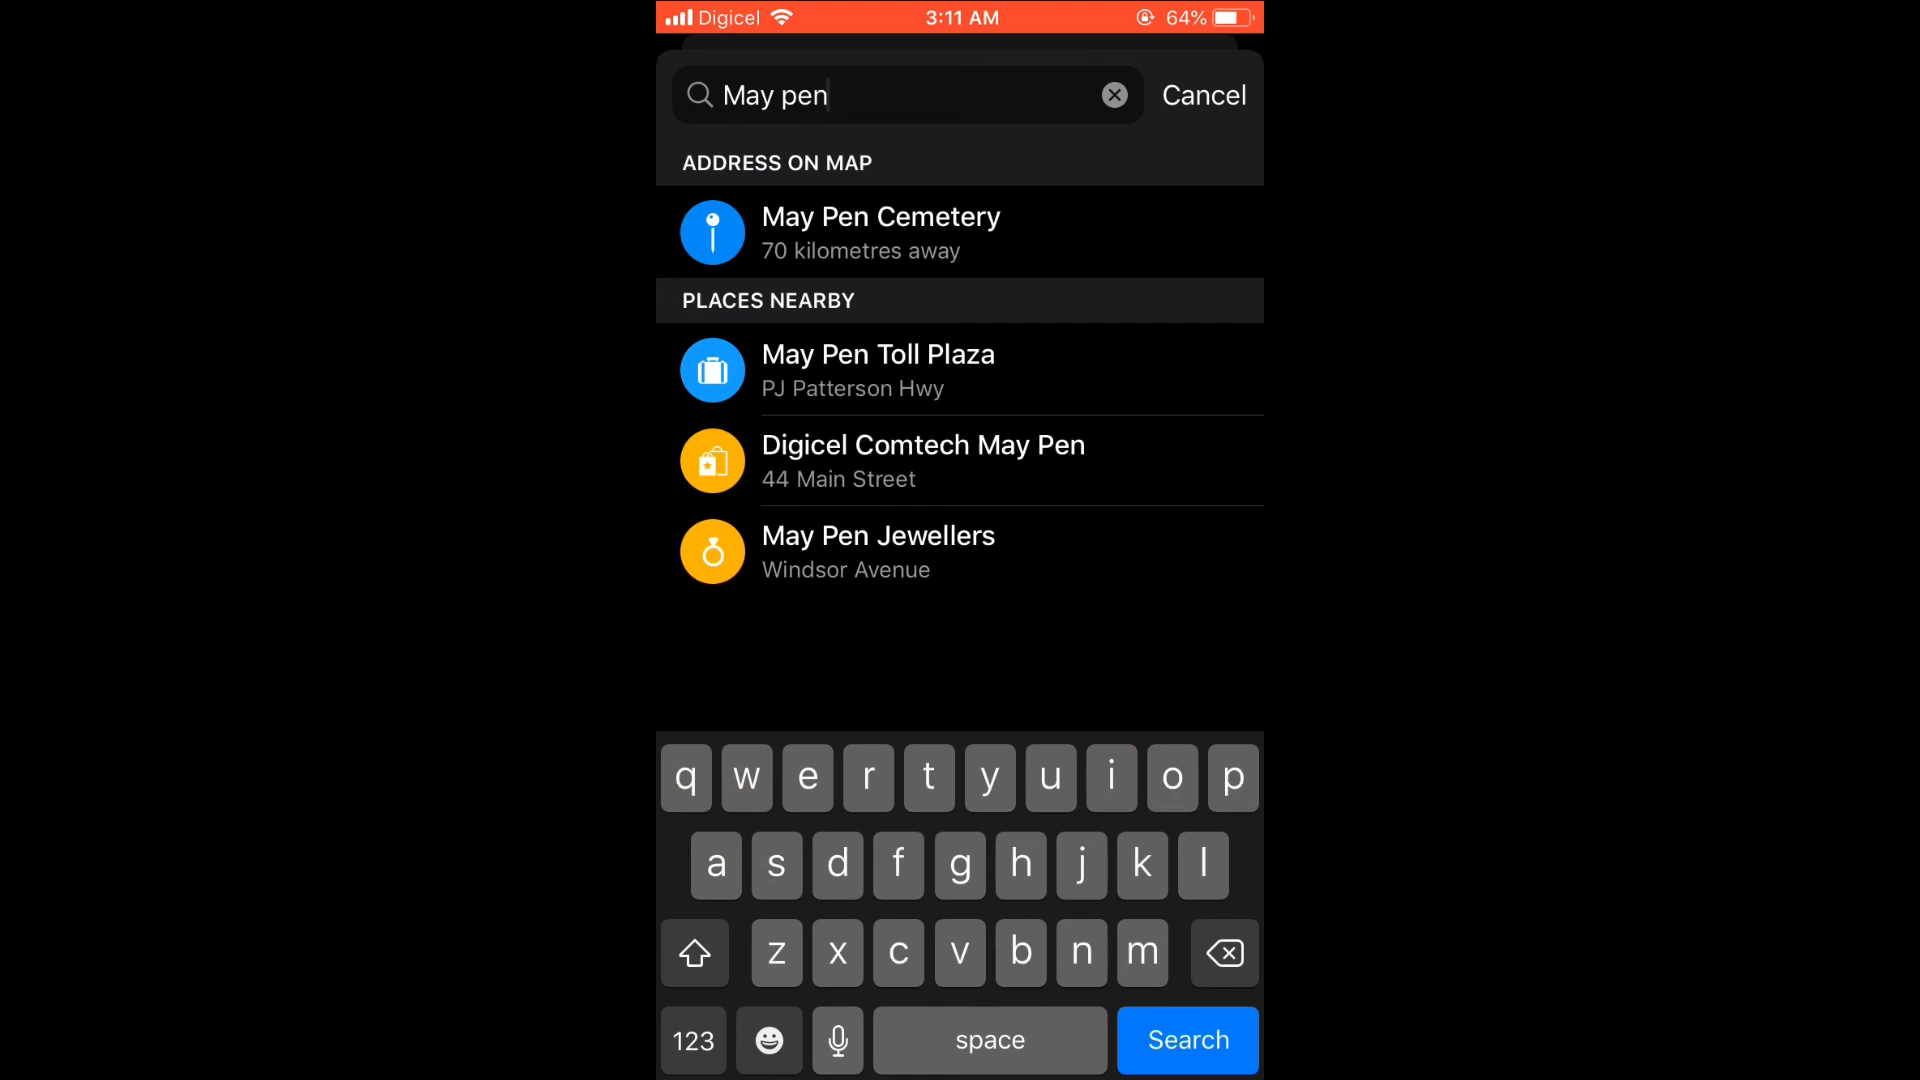 Digicel 3:11 AM 64%
May pen Cancel
ADDRESS ON MAP
May Pen Cemetery
70 kilometres away
PLACES NEARBY
May Pen Toll Plaza
PJ Patterson Hwy
Digicel Comtech May Pen
44 Main Street
May Pen Jewellers
Windsor Avenue
q w e r t y u i o p
a s d f g h j k l
z x c v b n m
123 space Search